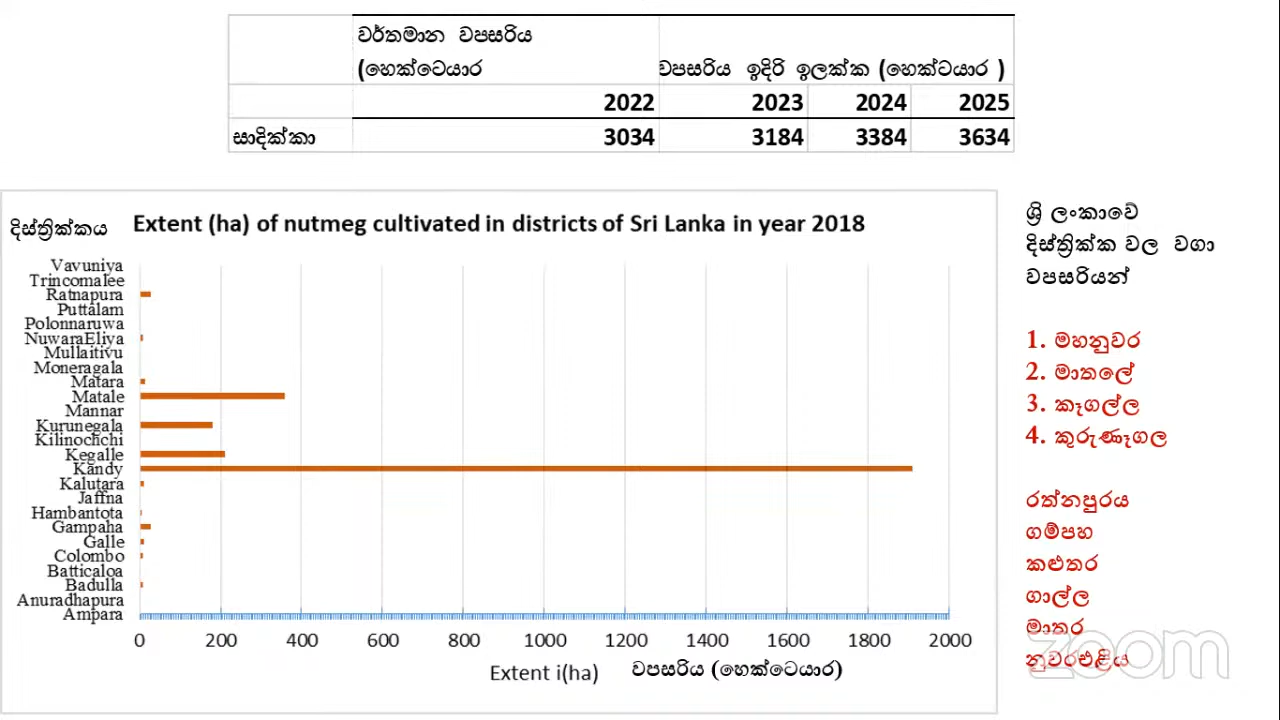 වර්තමාන වපසරිය
(හෙක්ටෙයාර
වපසරිය ඉදිරි ඉලක්ක (හෙක්ටයාර )
2022 2023 2024 2025
සාදික්කා 3034 3184 3384 3634
දිස්ත්‍රික්කය
Extent (ha) of nutmeg cultivated in districts of Sri Lanka in year 2018
Vavuniya
Trincomalee
Ratnapura
Puttalam
Polonnaruwa
NuwaraEliya
Mullaitivu
Moneragala
Matara
Matale
Mannar
Kurunegala
Kilinochchi
Kegalle
Kandy
Kalutara
Jaffna
Hambantota
Gampaha
Galle
Colombo
Batticaloa
Badulla
Anuradhapura
Ampara
0 200 400 600 800 1000 1200 1400 1600 1800 2000
Extent i(ha) වපසරිය (හෙක්ටෙයාර)
ශ්‍රි ලංකාවේ
දිස්ත්‍රික්ක වල වගා
වපසරියන්
1. මහනුවර
2. මාතලේ
3. කෑගල්ල
4. කුරුණෑගල
රත්නපුරය
ගම්පහ
කළුතර
ගාල්ල
මාතර
නුවරඑළිය
zoom